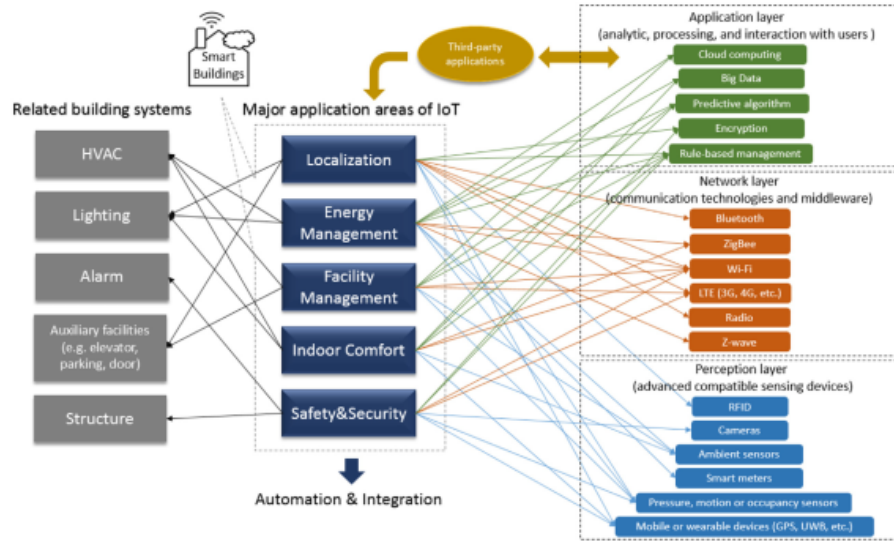 Smart
Buildings
Third-party
applications
Application layer
(analytic, processing, and interaction with users )
Cloud computing
Big Data
Predictive algorithm
Encryption
Rule-based management
Related building systems
HVAC
Lighting
Alarm
Auxiliary facilities
(e.g. elevator,
parking, door)
Structure
Major application areas of IoT
Localization
Energy
Management
Facility
Management
Indoor Comfort
Safety&Security
Automation & Integration
Network layer
(communication technologies and middleware)
Bluetooth
ZigBee
Wi-Fi
LTE (3G, 4G, etc.)
Radio
Z-wave
Perception layer
(advanced compatible sensing devices)
RFID
Cameras
Ambient sensors
Smart meters
Pressure, motion or occupancy sensors
Mobile or wearable devices (GPS, UWB, etc.)